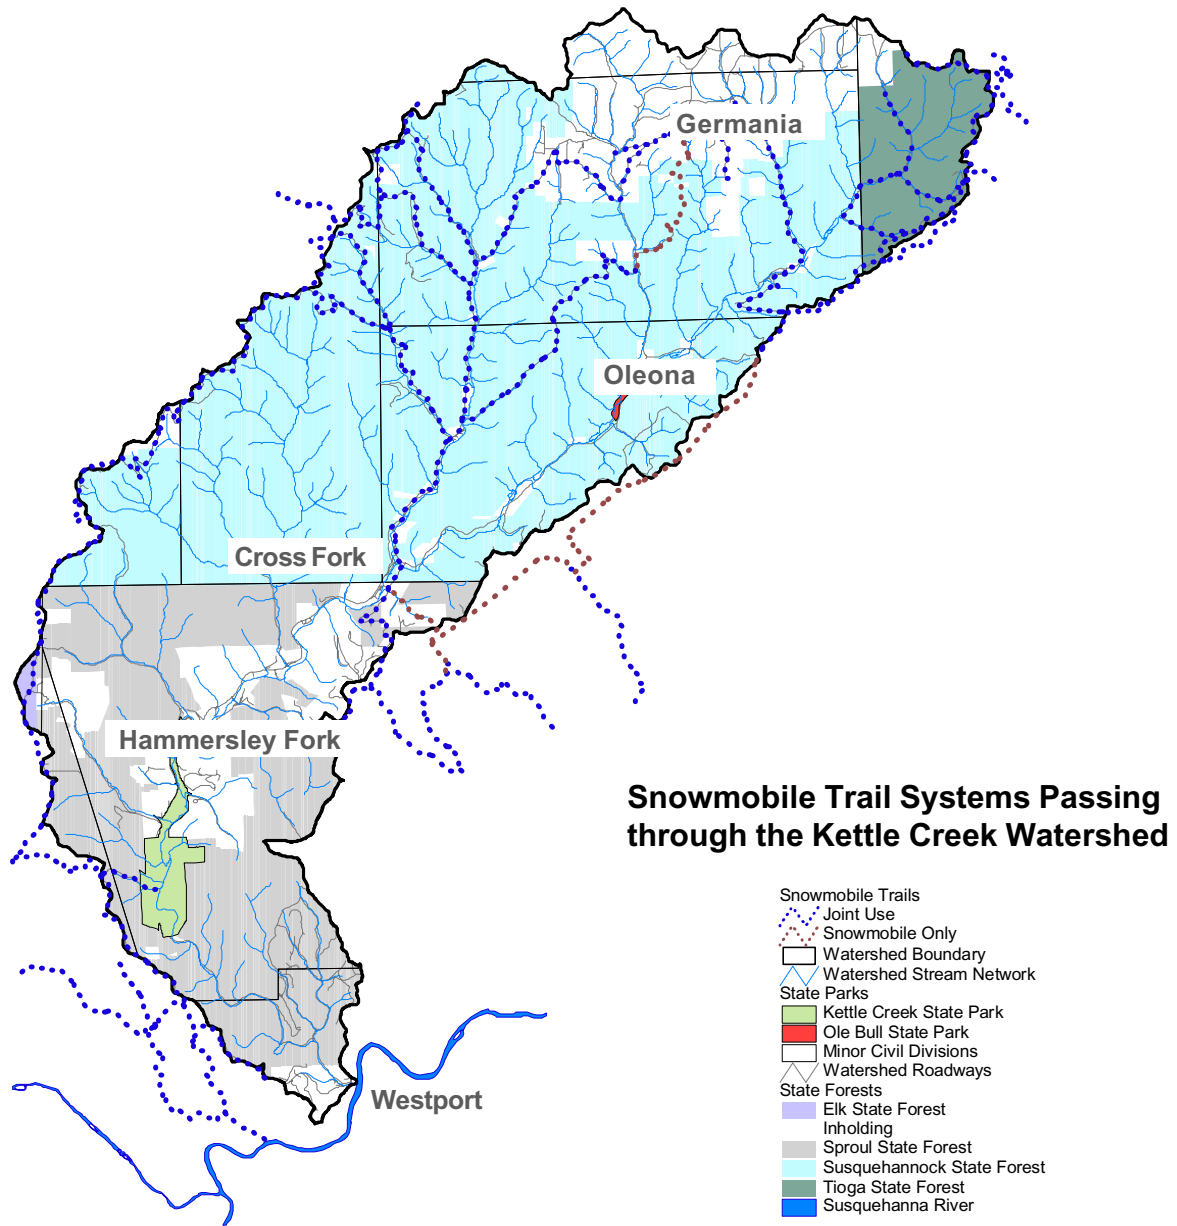 Germania
Oleona
Cross Fork
Hammersley Fork
Snowmobile Trail Systems Passing
through the Kettle Creek Watershed
Snowmobile Trails
Joint Use
Snowmobile Only
Watershed Boundary
Watershed Stream Network
State Parks
Kettle Creek State Park
Ole Bull State Park
Minor Civil Divisions
Watershed Roadways
State Forests
Elk State Forest
Inholding
Sproul State Forest
Susquehannock State Forest
Tioga State Forest
Susquehanna River
Westport